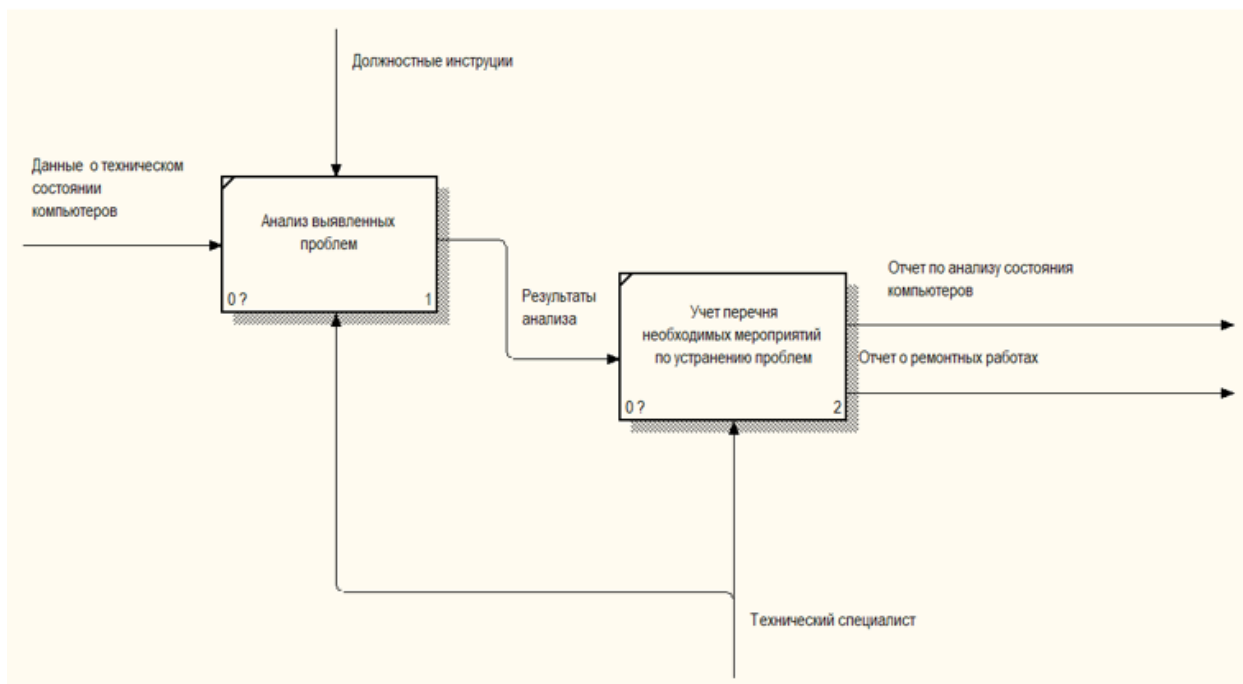 Должностные инструции
Данные о техническом
состоянии
компьютеров
Анализ выявленных
проблем
0 ?
1
Результаты
анализа
Учет перечня
необходимых мероприятий
по устранению проблем
0 ?
2
Отчет по анализу состояния
компьютеров
Отчет о ремонтных работах
Технический специалист